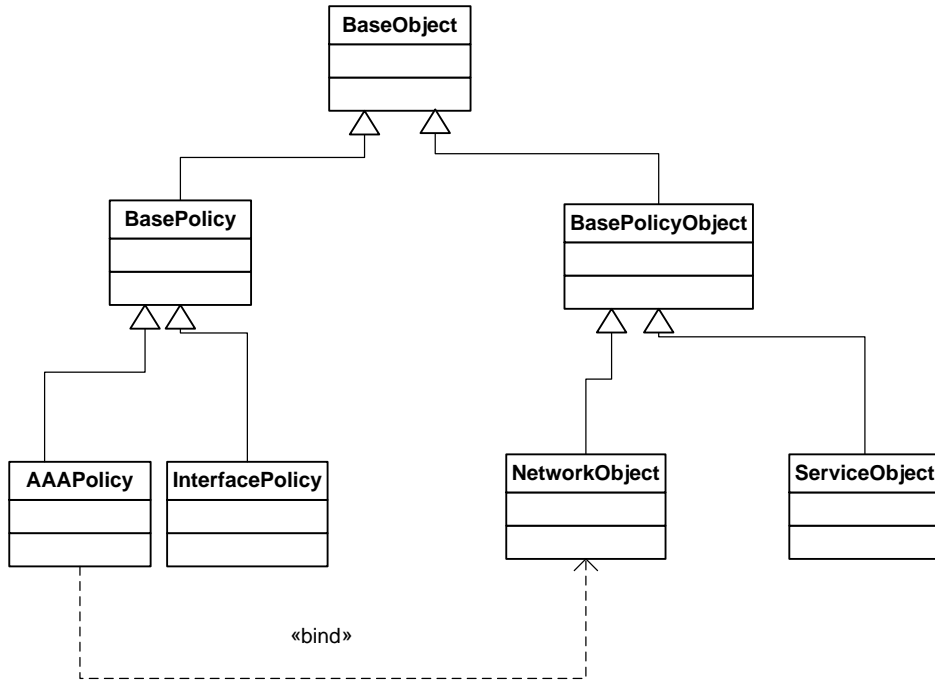 BaseObject
BasePolicy
BasePolicyObject
AAAPolicy
InterfacePolicy
NetworkObject
ServiceObject
«bind»